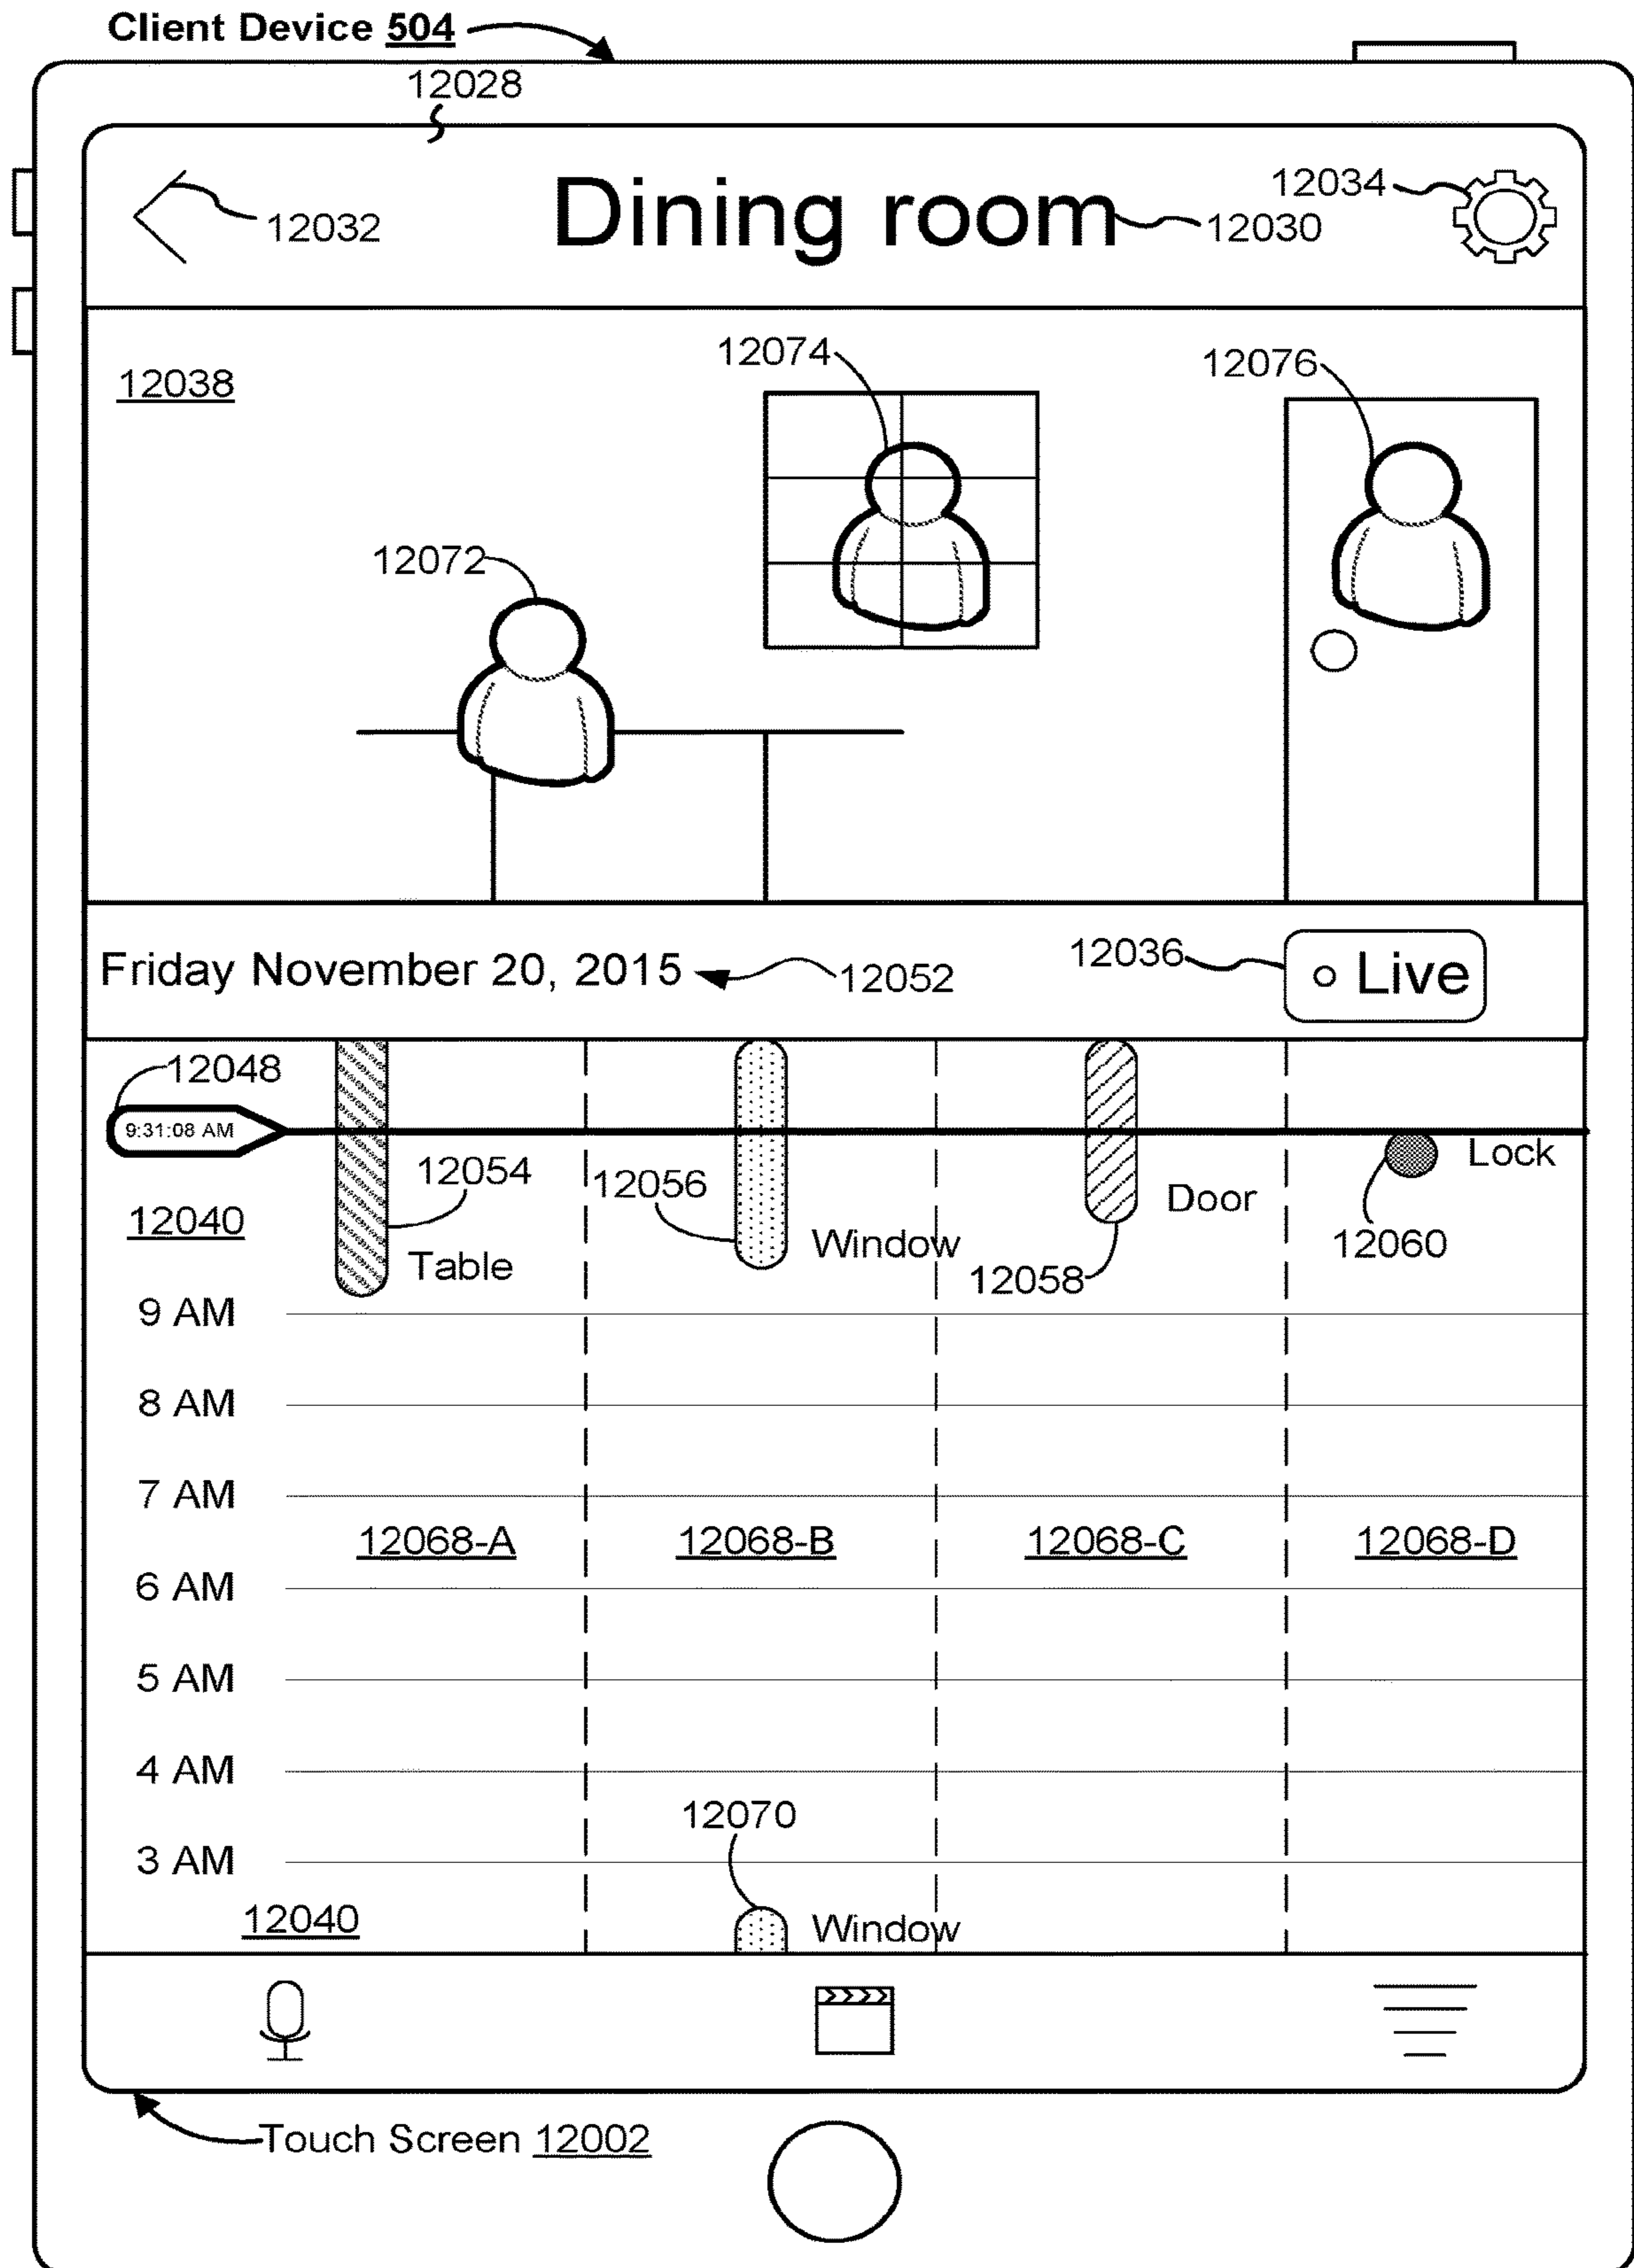 Client Device 504
12028
12032
Dining room
12030
12034
12038
12074
12076
12072
Friday November 20, 2015
12052
12036
Live
12048
9:31:08 AM
Lock
12054
12056
Door
12040
Table
Window
12058
12060
9 AM
8 AM
7 AM
12068-A
12068-B
12068-C
12068-D
6 AM
5 AM
4 AM
12070
3 AM
12040
Window
Touch Screen 12002